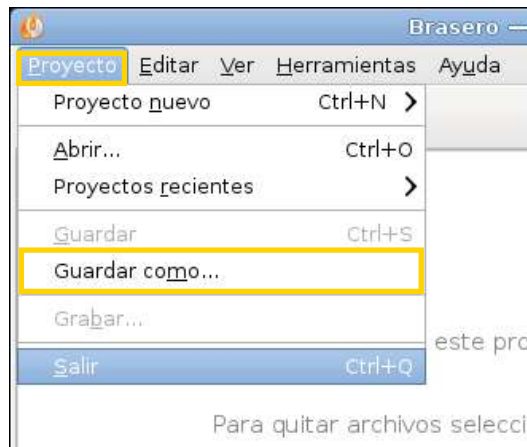 Brasero —
Proyecto Editar Ver Herramientas Ayuda
Proyecto nuevo Ctrl+N
Abrir... Ctrl+O
Proyectos recientes
Guardar Ctrl+S
Guardar como...
Grabar...
este pro
Salir Ctrl+Q
Para quitar archivos selecci